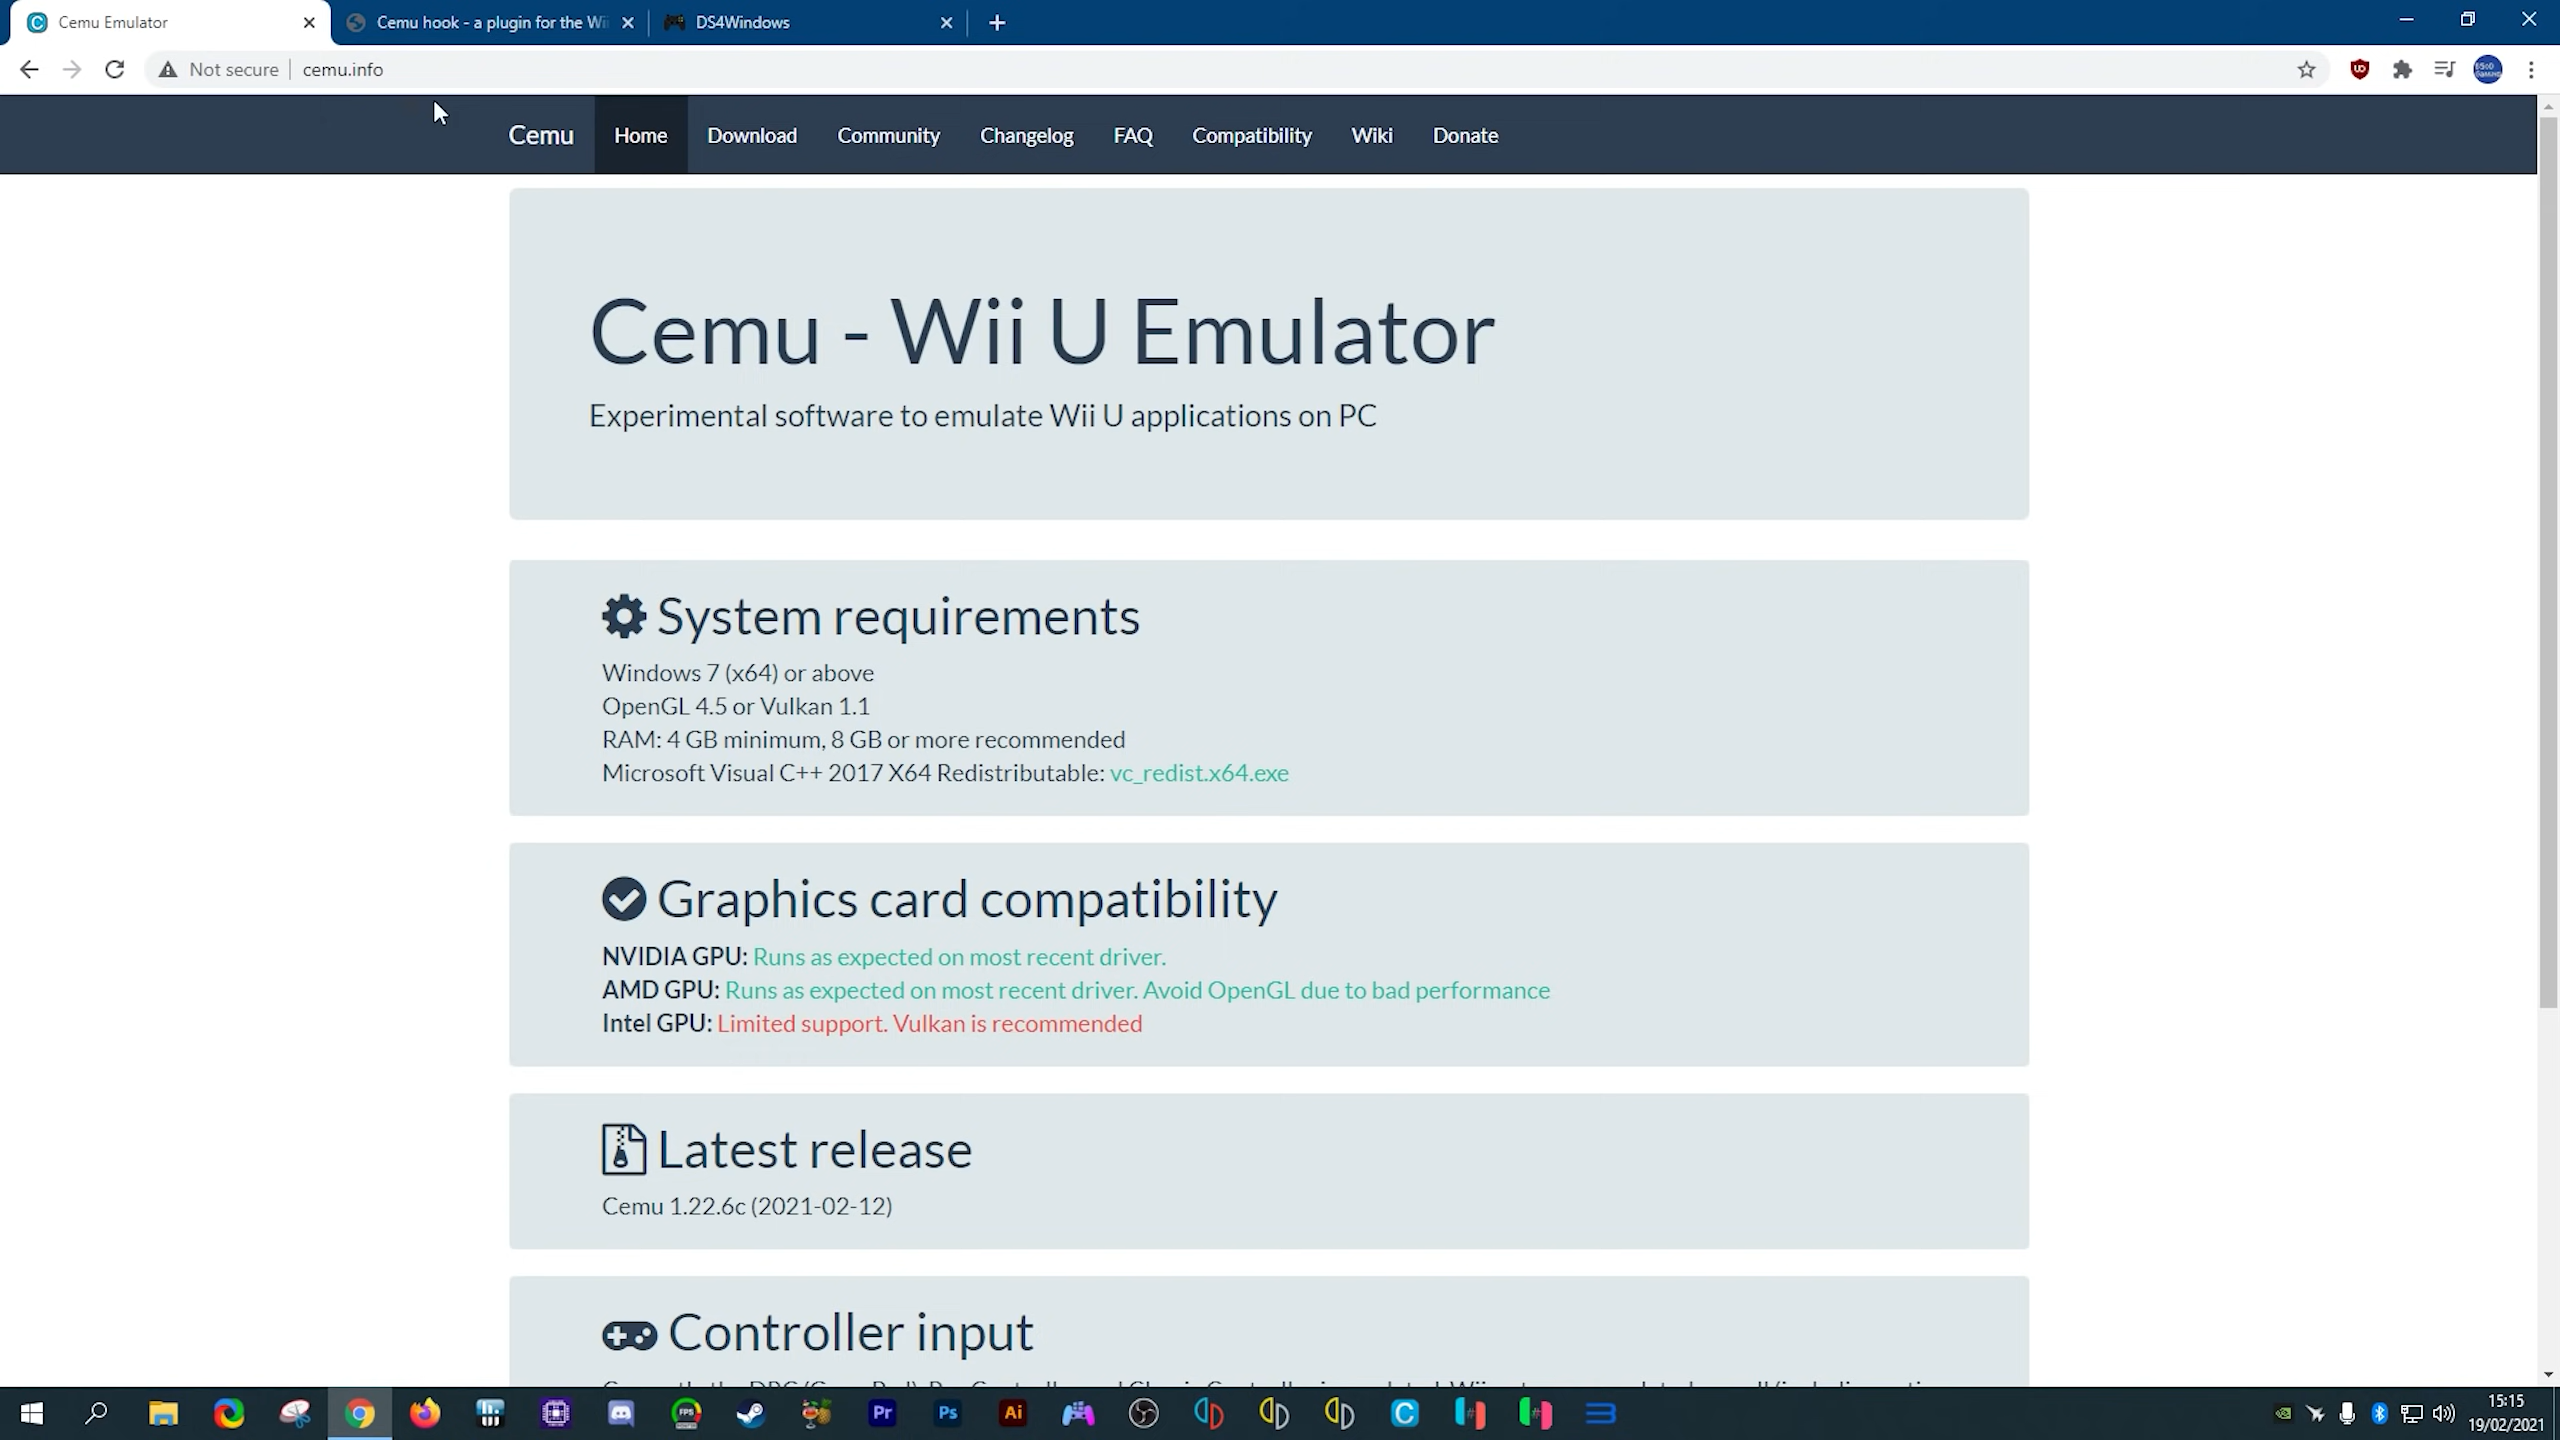 Cemu Emulator
Cemu hook - a plugin for the Wii
DS4Windows
Not secure
cemu.info
Cemu Home Download Community Changelog FAQ Compatibility Wiki Donate
Cemu - Wii U Emulator
Experimental software to emulate Wii U applications on PC
System requirements
Windows 7 (x64) or above
OpenGL 4.5 or Vulkan 1.1
RAM: 4 GB minimum, 8 GB or more recommended
Microsoft Visual C++ 2017 X64 Redistributable: vc_redist.x64.exe
Graphics card compatibility
NVIDIA GPU: Runs as expected on most recent driver.
AMD GPU: Runs as expected on most recent driver. Avoid OpenGL due to bad performance
Intel GPU: Limited support. Vulkan is recommended
Latest release
Cemu 1.22.6c (2021-02-12)
Controller input
FPS
Pr
Ps
Ai
15:15
19/02/2021